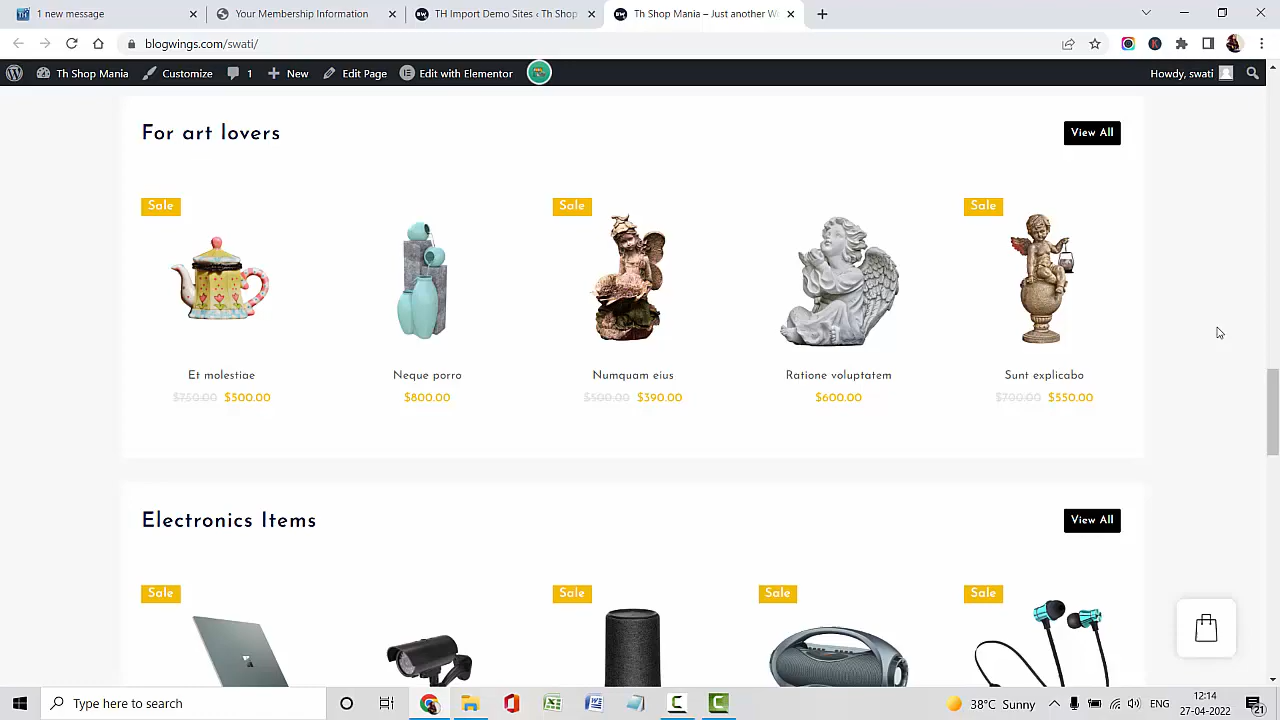 1 new message
Your Membership Information
TH Import Demo Sites ‹ Th Shop
Th Shop Mania – Just another Wo
blogwings.com/swati/
Th Shop Mania
Customize
1
New
Edit Page
Edit with Elementor
Howdy, swati
For art lovers
View All
Sale
Sale
Sale
Et molestiae
Neque porro
Numquam eius
Ratione voluptatem
Sunt explicabo
$750.00 $500.00
$800.00
$500.00 $390.00
$600.00
$700.00 $550.00
Electronics Items
View All
Sale
Sale
Sale
Sale
Type here to search
38°C Sunny
ENG
12:14
27-04-2022
21